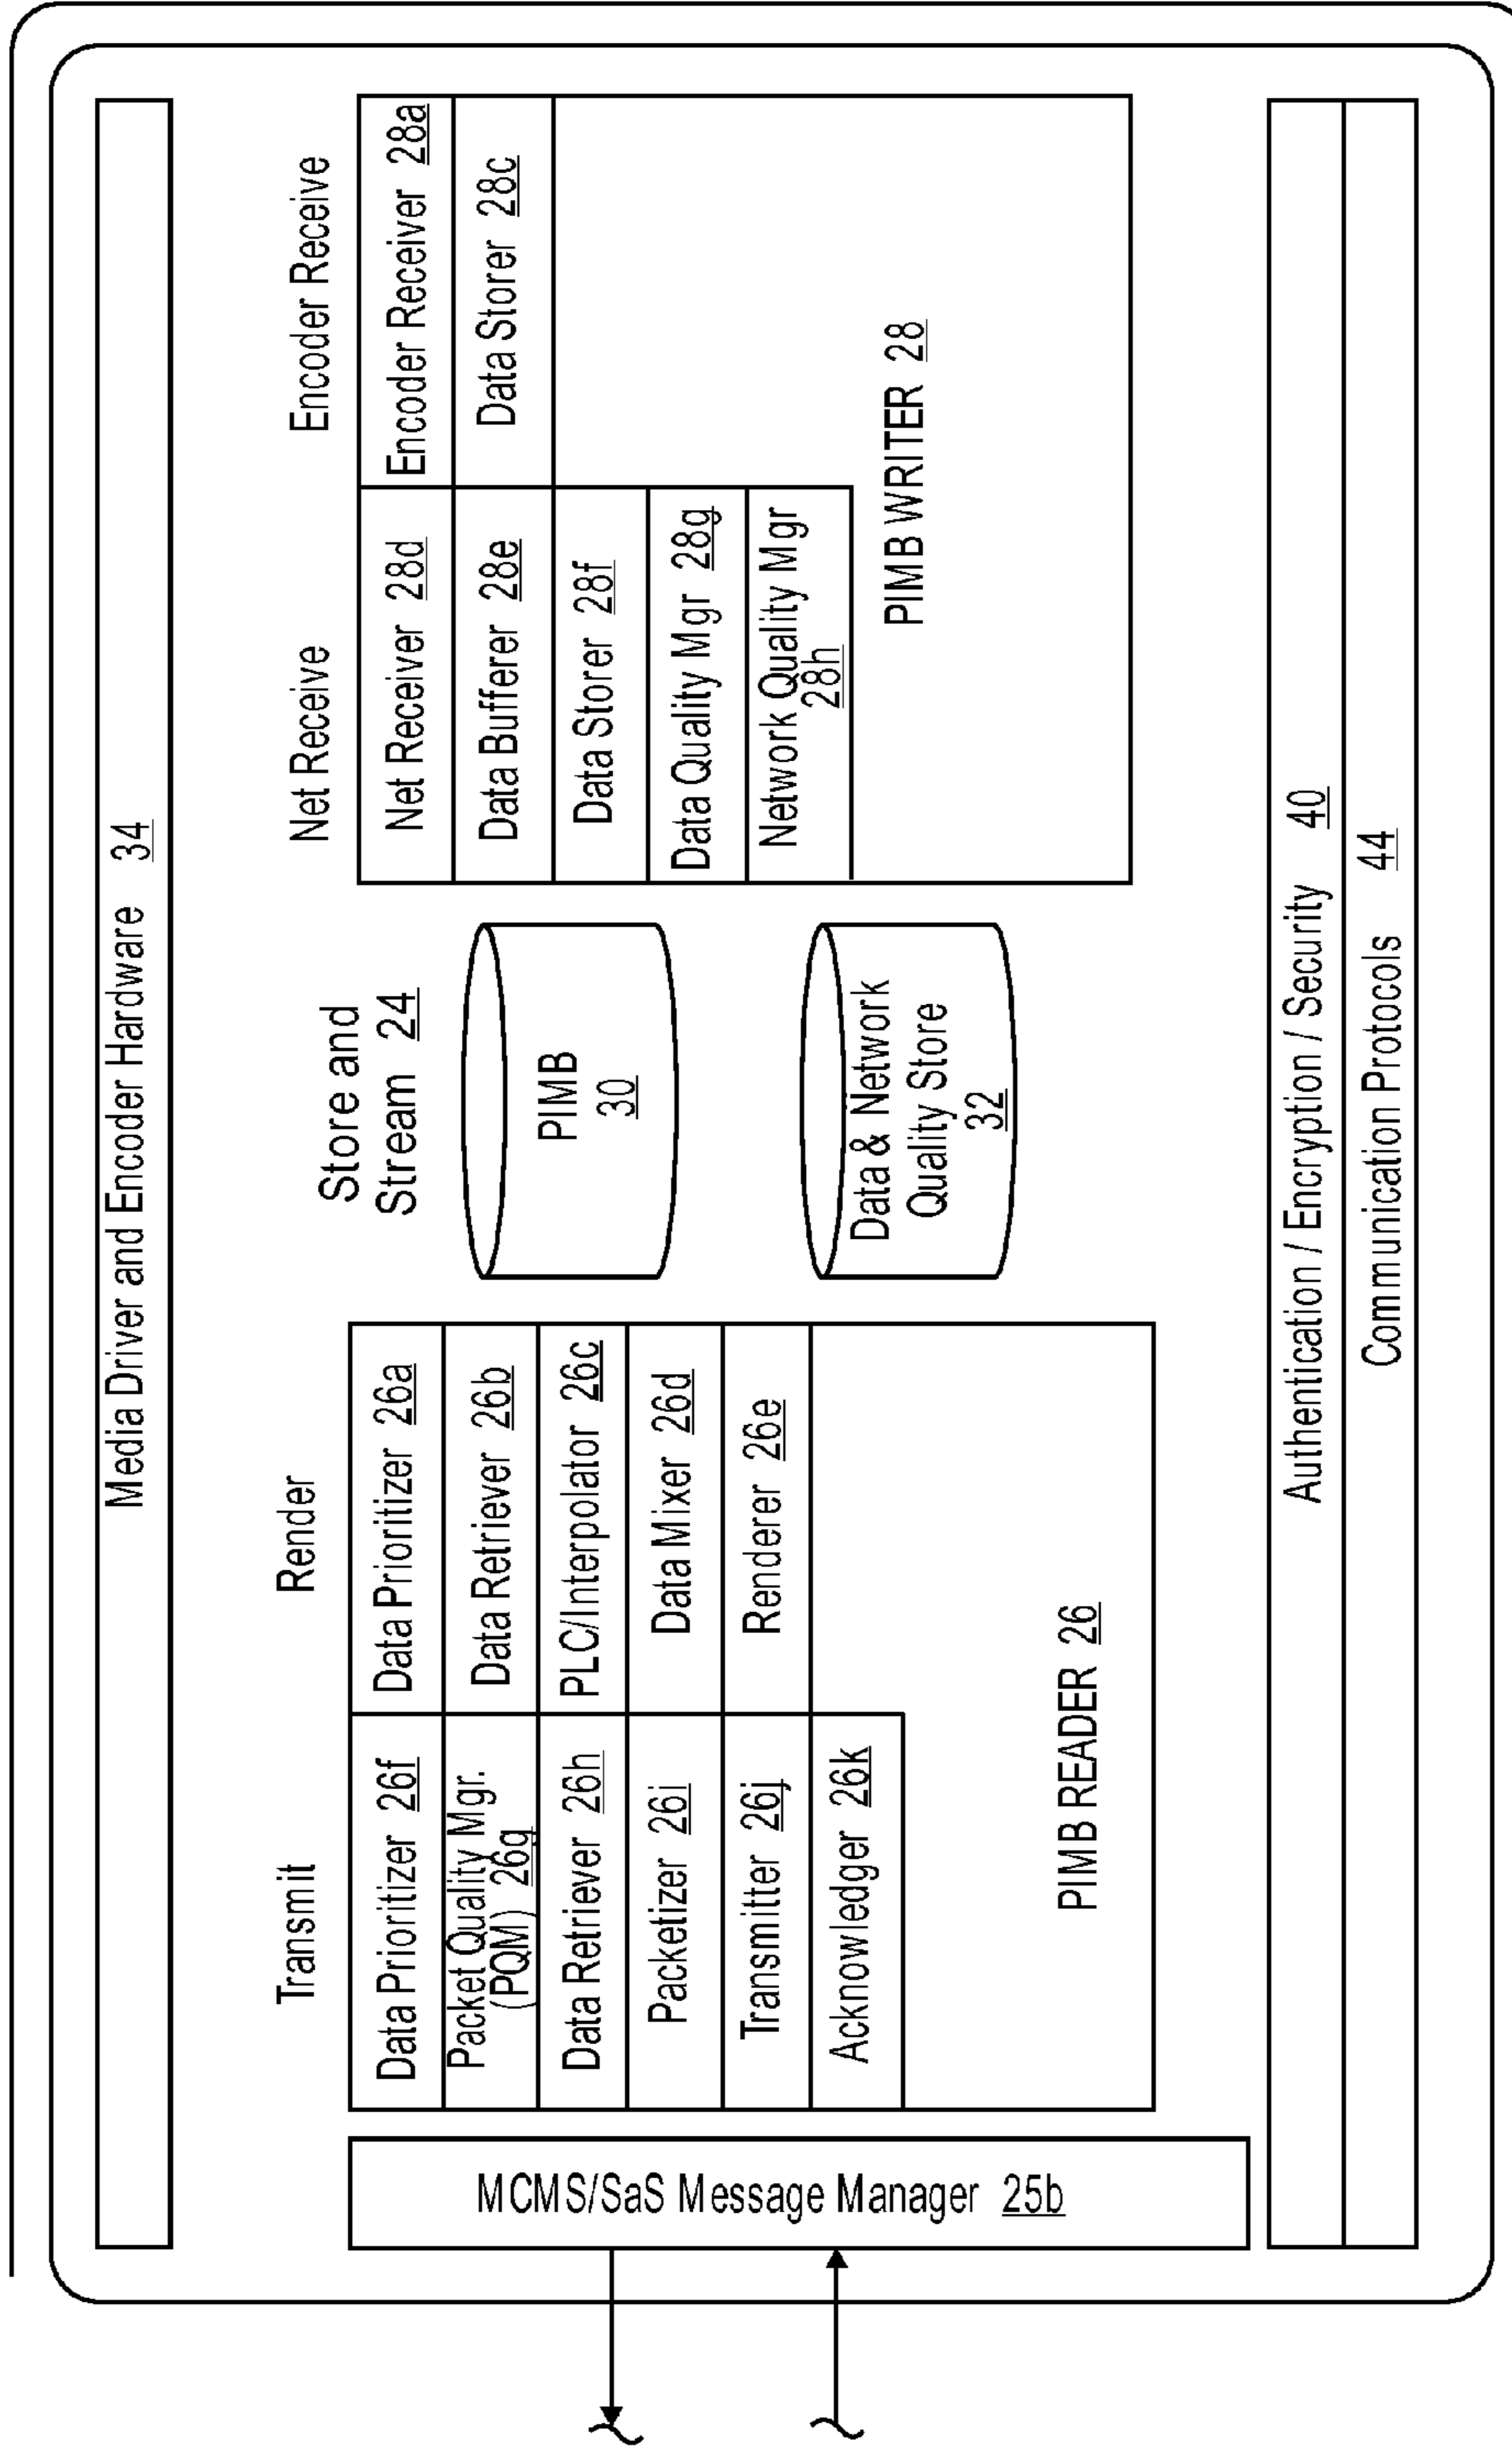 Media Driver and Encoder Hardware 34
Store and
Stream 24
Transmit
Render
Net Receive
Encoder Receive
MCMS/SaS Message Manager 25b
Data Prioritizer 26f
Packet Quality Mgr.
(PQM) 26g
Data Retriever 26h
Packetizer 26i
Transmitter 26j
Acknowledger 26k
Data Prioritizer 26a
Data Retriever 26b
PLC/Interpolator 26c
Data Mixer 26d
Renderer 26e
PIMB READER 26
PIMB
30
Data & Network
Quality Store
32
Net Receiver 28d
Data Bufferer 28e
Data Storer 28f
Data Quality Mgr 28g
Network Quality Mgr
28h
Encoder Receiver 28a
Data Storer 28c
PIMB WRITER 28
Authentication / Encryption / Security 40
Communication Protocols 44